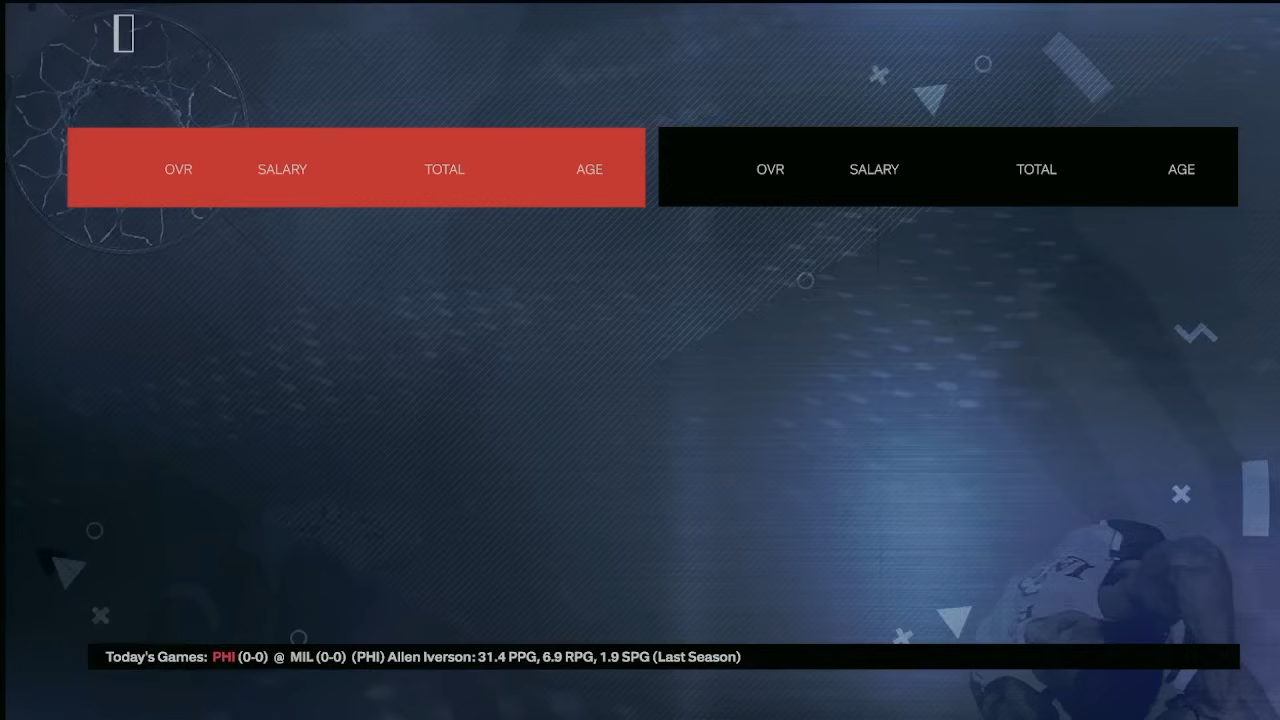 OVR SALARY TOTAL AGE OVR SALARY TOTAL AGE
Today's Games: PHI (0-0) @ MIL (0-0) (PHI) Allen Iverson: 31.4 PPG, 6.9 RPG, 1.9 SPG (Last Season)